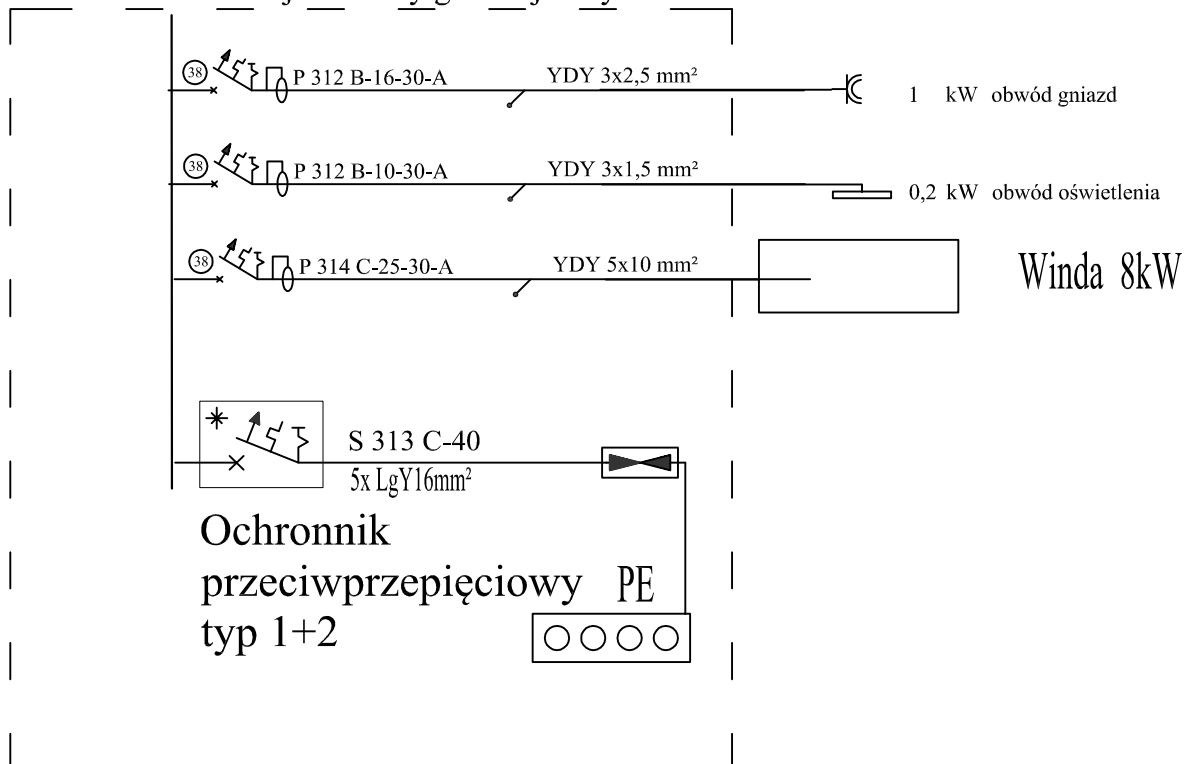 38 P 312 B-16-30-A YDY 3x2,5 mm² 1 kW obwód gniazd
38 P 312 B-10-30-A YDY 3x1,5 mm² 0,2 kW obwód oświetlenia
38 P 314 C-25-30-A YDY 5x10 mm² Winda 8kW
S 313 C-40
5x LgY16mm²
Ochronnik
przeciwprzepięciowy PE
typ 1+2